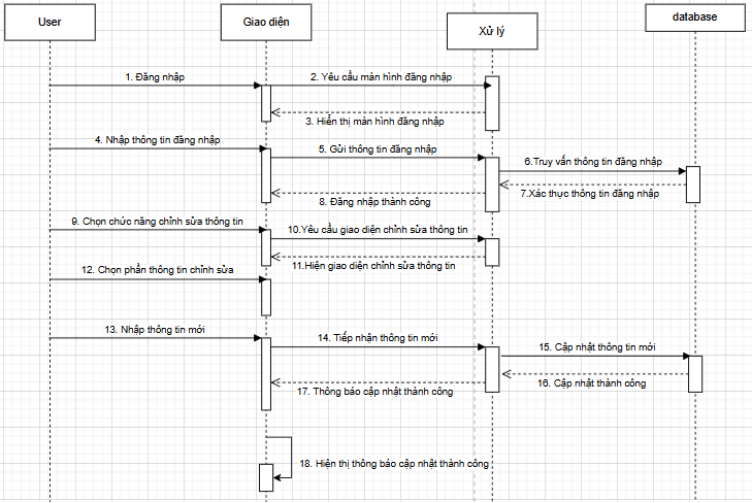 User
Giao diện
Xử lý
database
1. Đăng nhập
2. Yêu cầu màn hình đăng nhập
3. Hiển thị màn hình đăng nhập
4. Nhập thông tin đăng nhập
5. Gửi thông tin đăng nhập
6.Truy vấn thông tin đăng nhập
7.Xác thực thông tin đăng nhập
8. Đăng nhập thành công
9. Chọn chức năng chỉnh sửa thông tin
10.Yêu cầu giao diện chỉnh sửa thông tin
11.Hiện giao diện chỉnh sửa thông tin
12. Chọn phần thông tin chỉnh sửa
13. Nhập thông tin mới
14. Tiếp nhận thông tin mới
15. Cập nhật thông tin mới
16. Cập nhật thành công
17. Thông báo cập nhật thành công
18. Hiện thị thông báo cập nhật thành công